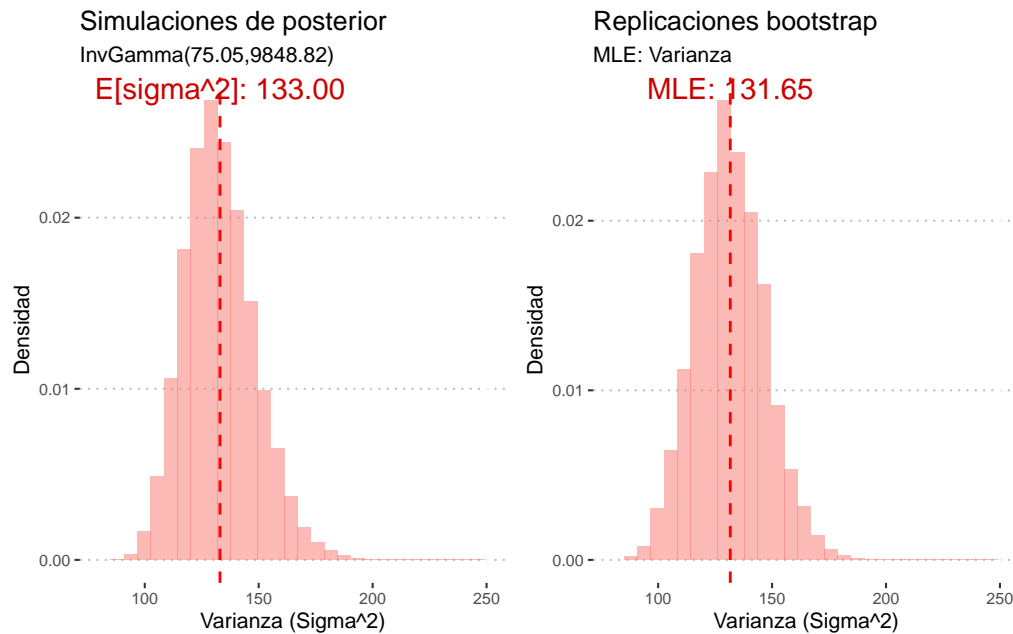 Simulaciones de posterior
InvGamma(75.05,9848.82)
E[sigma^2]: 133.00
0.02
0.01
0.00
Densidad
100
150
200
250
Varianza (Sigma^2)
Replicaciones bootstrap
MLE: Varianza
MLE: 131.65
0.02
0.01
0.00
Densidad
100
150
200
250
Varianza (Sigma^2)